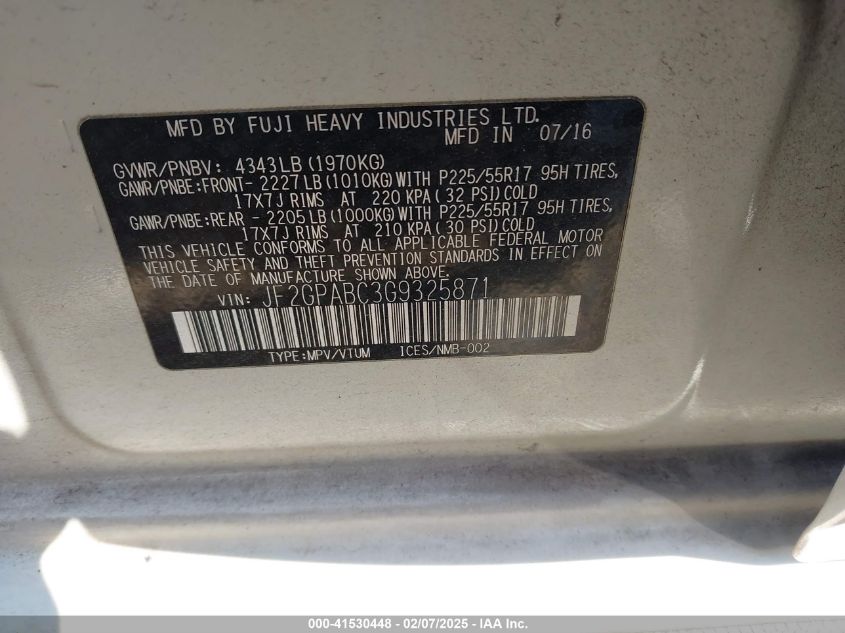 MFD BY FUJI HEAVY INDUSTRIES LTD.
MFD IN 07/16
GVWR/PNBV: 4343LB (1970KG)
GAWR/PNBE:FRONT- 2227LB (1010KG) WITH P225/55R17 95H TIRES,
17X7J RIMS AT 220 KPA (32 PSI) COLD
GAWR/PNBE:REAR - 2205LB (1000KG) WITH P225/55R17 95H TIRES,
17X7J RIMS AT 210 KPA (30 PSI) COLD
THIS VEHICLE CONFORMS TO ALL APPLICABLE FEDERAL MOTOR
VEHICLE SAFETY AND THEFT PREVENTION STANDARDS IN EFFECT ON
THE DATE OF MANUFACTURE SHOWN ABOVE.
VIN: JF2GPABC3G9325871
TYPE:MPV/VTUM ICES/NMB-002
000-41530448 - 02/07/2025 - IAA Inc.